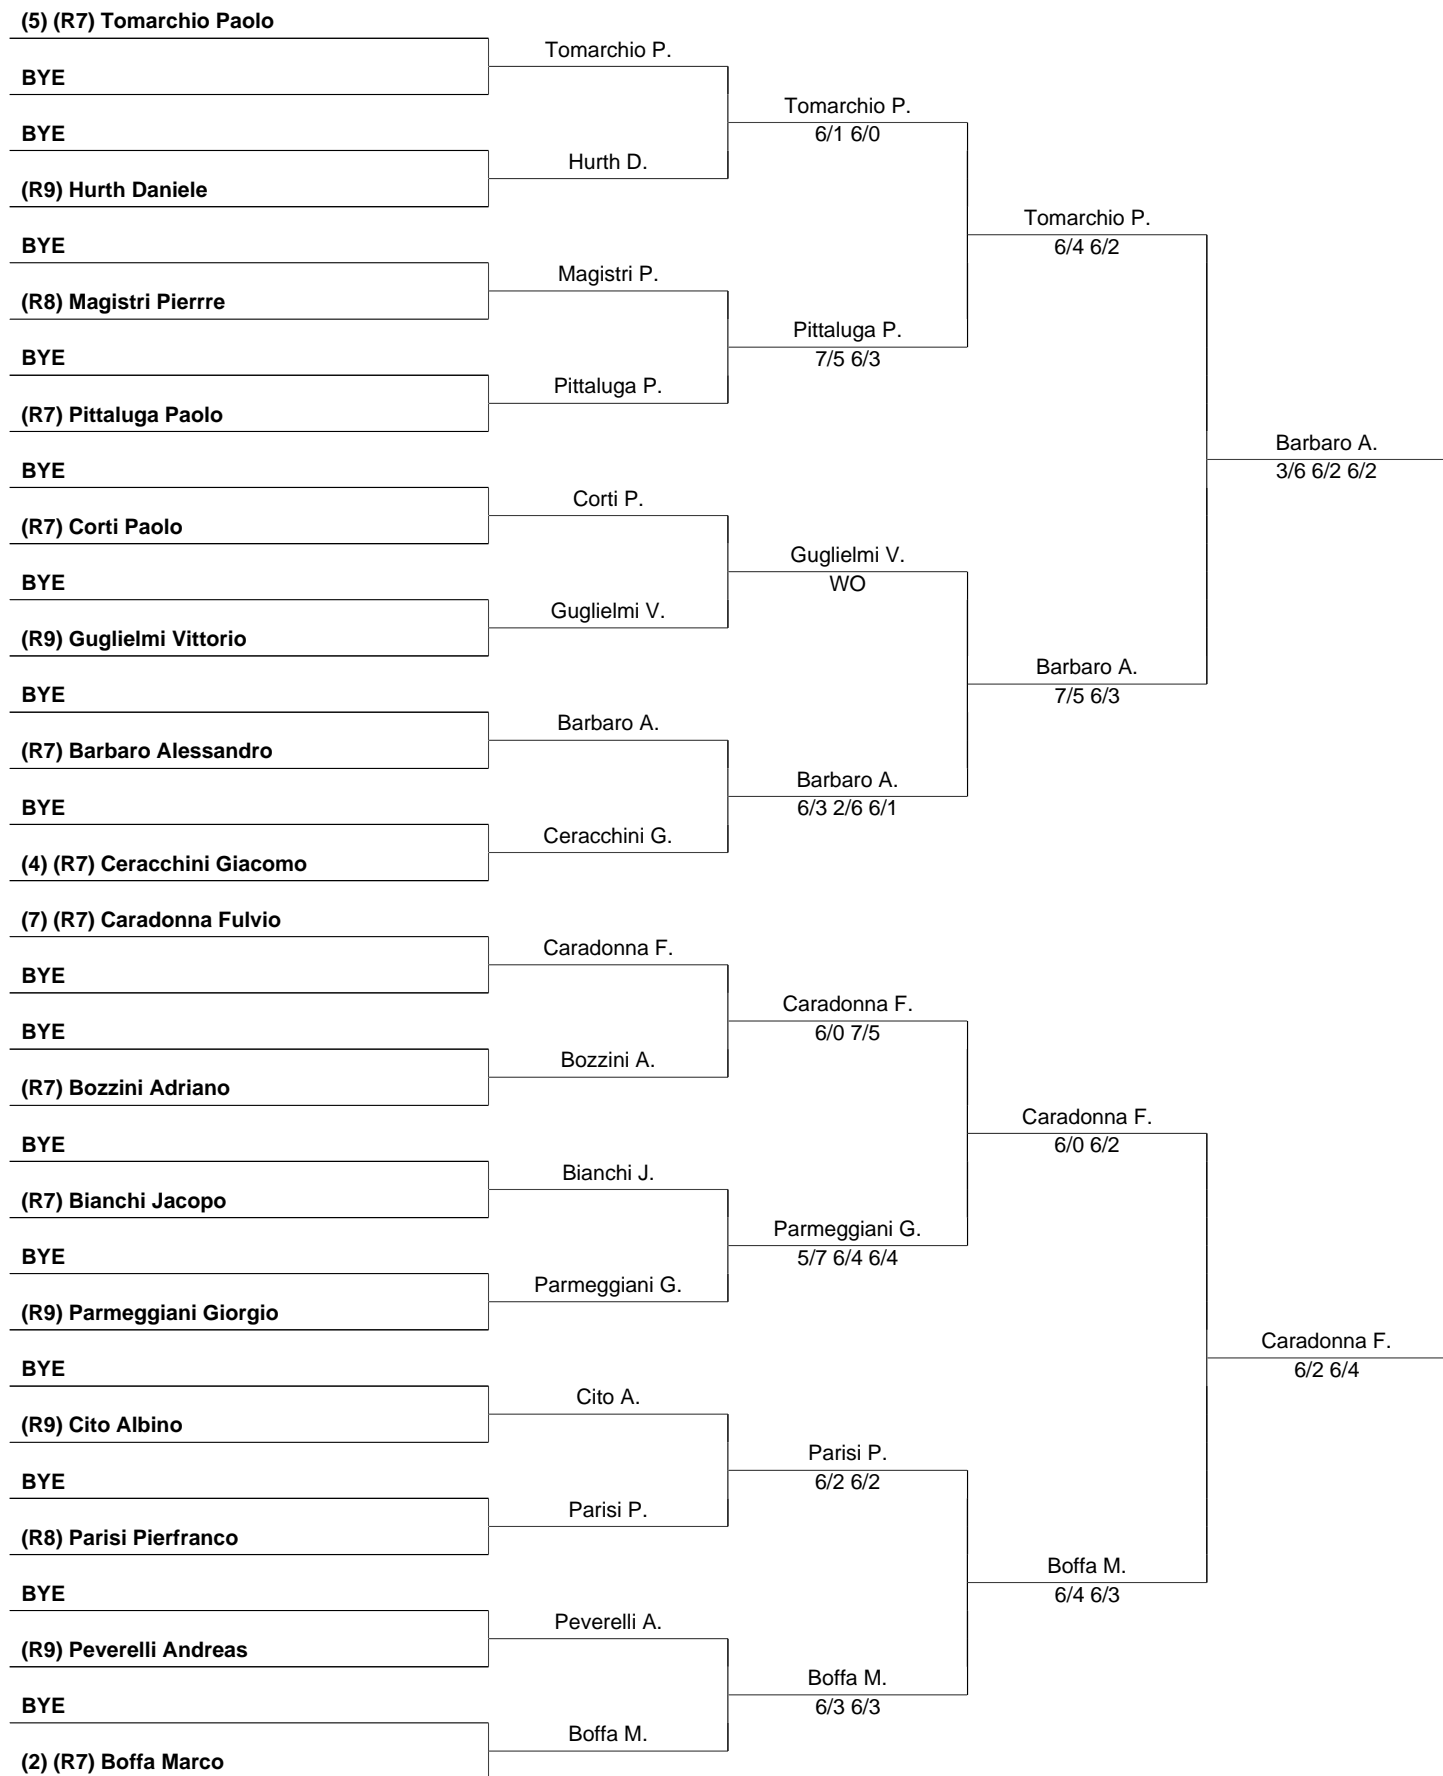 (5) (R7) Tomarchio Paolo
Tomarchio P.
BYE
Tomarchio P.
6/1 6/0
BYE
Hurth D.
(R9) Hurth Daniele
Tomarchio P.
6/4 6/2
BYE
Magistri P.
(R8) Magistri Pierrre
Pittaluga P.
7/5 6/3
BYE
Pittaluga P.
(R7) Pittaluga Paolo
Barbaro A.
3/6 6/2 6/2
BYE
Corti P.
(R7) Corti Paolo
Guglielmi V.
WO
BYE
Guglielmi V.
(R9) Guglielmi Vittorio
Barbaro A.
7/5 6/3
BYE
Barbaro A.
(R7) Barbaro Alessandro
Barbaro A.
6/3 2/6 6/1
BYE
Ceracchini G.
(4) (R7) Ceracchini Giacomo
(7) (R7) Caradonna Fulvio
Caradonna F.
BYE
Caradonna F.
6/0 7/5
BYE
Bozzini A.
(R7) Bozzini Adriano
Caradonna F.
6/0 6/2
BYE
Bianchi J.
(R7) Bianchi Jacopo
Parmeggiani G.
5/7 6/4 6/4
BYE
Parmeggiani G.
(R9) Parmeggiani Giorgio
Caradonna F.
6/2 6/4
BYE
Cito A.
(R9) Cito Albino
Parisi P.
6/2 6/2
BYE
Parisi P.
(R8) Parisi Pierfranco
Boffa M.
6/4 6/3
BYE
Peverelli A.
(R9) Peverelli Andreas
Boffa M.
6/3 6/3
BYE
Boffa M.
(2) (R7) Boffa Marco